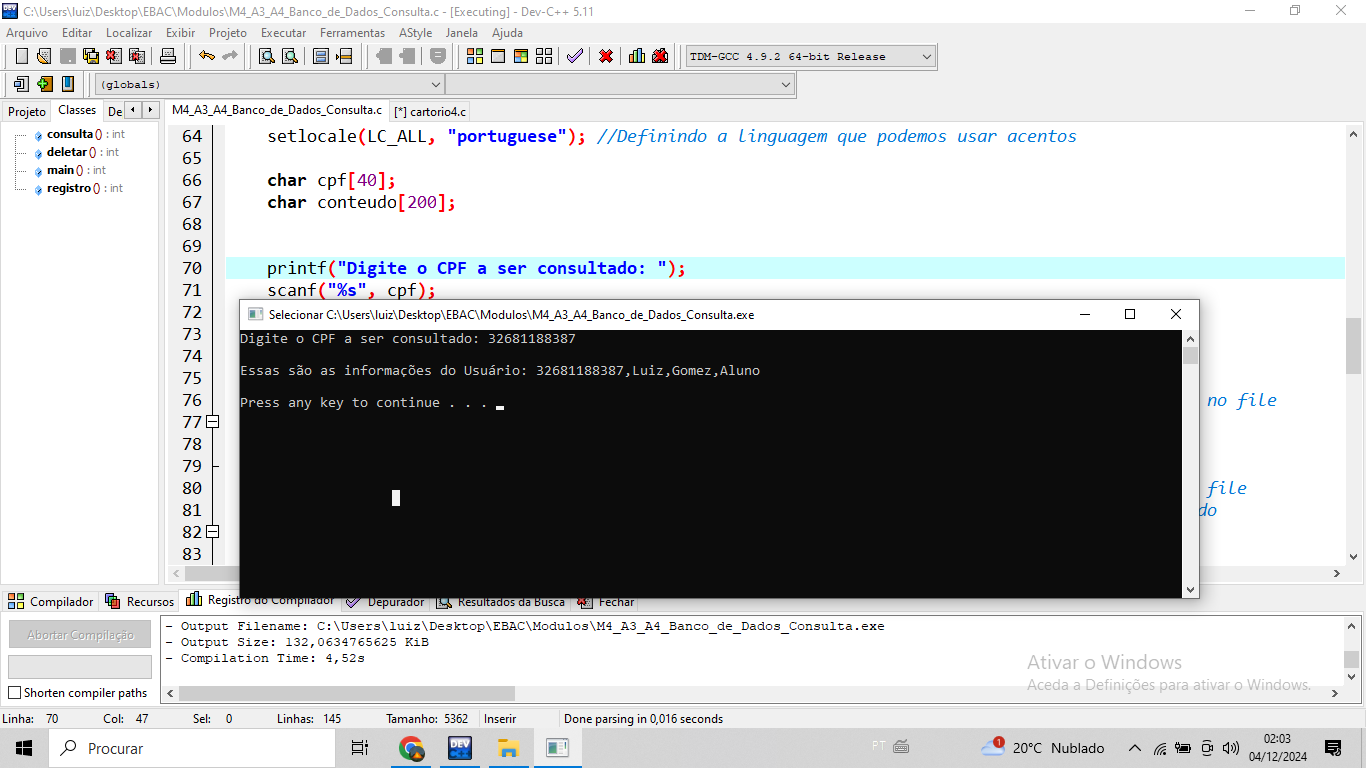 C:\Users\luiz\Desktop\EBAC\Modulos\M4_A3_A4_Banco_de_Dados_Consulta.c - [Executing] - Dev-C++ 5.11
Arquivo Editar Localizar Exibir Projeto Executar Ferramentas AStyle Janela Ajuda
TDM-GCC 4.9.2 64-bit Release
(globals)
Projeto Classes De
M4_A3_A4_Banco_de_Dados_Consulta.c [*] cartorio4.c
consulta () : int
deletar () : int
main () : int
registro () : int
64 setlocale(LC_ALL, "portuguese"); //Definindo a linguagem que podemos usar acentos
65
66 char cpf[40];
67 char conteudo[200];
68
69
70 printf("Digite o CPF a ser consultado: ");
71 scanf("%s", cpf);
72
73
74
75
76 no file
77
78
79
80 file
81 do
82
83
Selecionar C:\Users\luiz\Desktop\EBAC\Modulos\M4_A3_A4_Banco_de_Dados_Consulta.exe
Digite o CPF a ser consultado: 32681188387
Essas são as informações do Usuário: 32681188387,Luiz,Gomez,Aluno
Press any key to continue . . .
Compilador Recursos Registro do Compilador Depurador Resultados da Busca Fechar
Abortar Compilação
Shorten compiler paths
- Output Filename: C:\Users\luiz\Desktop\EBAC\Modulos\M4_A3_A4_Banco_de_Dados_Consulta.exe
- Output Size: 132,0634765625 KiB
- Compilation Time: 4,52s
Ativar o Windows
Aceda a Definições para ativar o Windows.
Linha: 70 Col: 47 Sel: 0 Linhas: 145 Tamanho: 5362 Inserir Done parsing in 0,016 seconds
DEV
Procurar
PT
1
20°C Nublado
02:03
04/12/2024